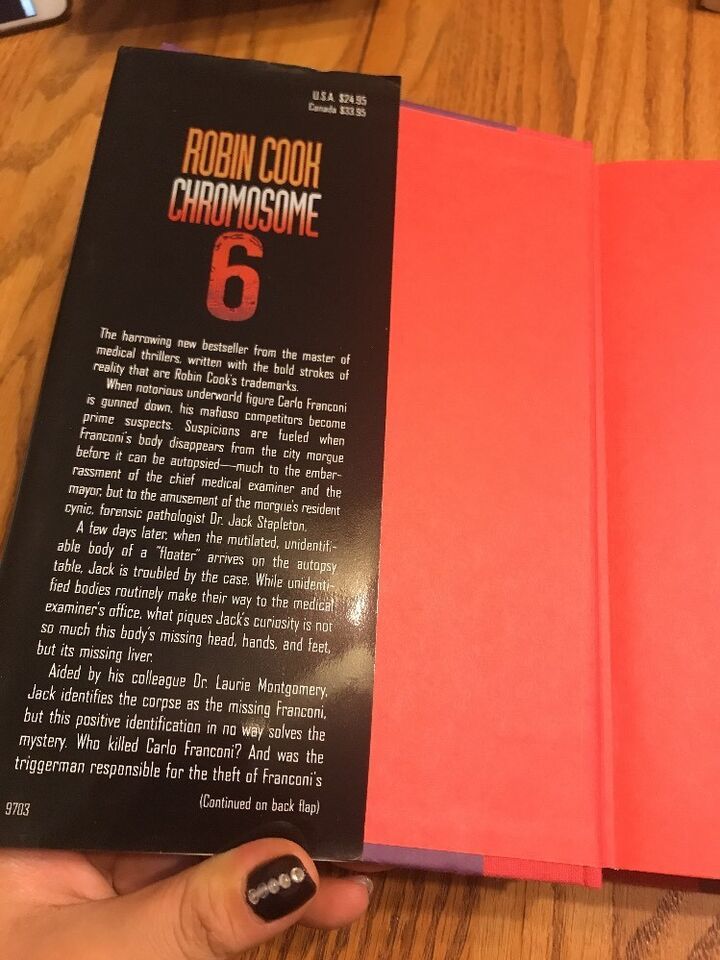 U.S.A. $24.95
Canada $33.95
ROBIN COOK
CHROMOSOME
6
The harrowing new bestseller from the master of
medical thrillers, written with the bold strokes of
reality that are Robin Cook's trademarks.
When notorious underworld figure Carlo Franconi
is gunned down, his mafioso competitors become
prime suspects. Suspicions are fueled when
Franconi's body disappears from the city morgue
before it can be autopsied—much to the embar-
rassment of the chief medical examiner and the
mayor, but to the amusement of the morgue's resident
cynic, forensic pathologist Dr. Jack Stapleton.
A few days later, when the mutilated, unidentifi-
able body of a "floater" arrives on the autopsy
table, Jack is troubled by the case. While unidenti-
fied bodies routinely make their way to the medical
examiner's office, what piques Jack's curiosity is not
so much this body's missing head, hands, and feet,
but its missing liver.
Aided by his colleague Dr. Laurie Montgomery,
Jack identifies the corpse as the missing Franconi,
but this positive identification in no way solves the
mystery. Who killed Carlo Franconi? And was the
triggerman responsible for the theft of Franconi's
(Continued on back flap)
9703